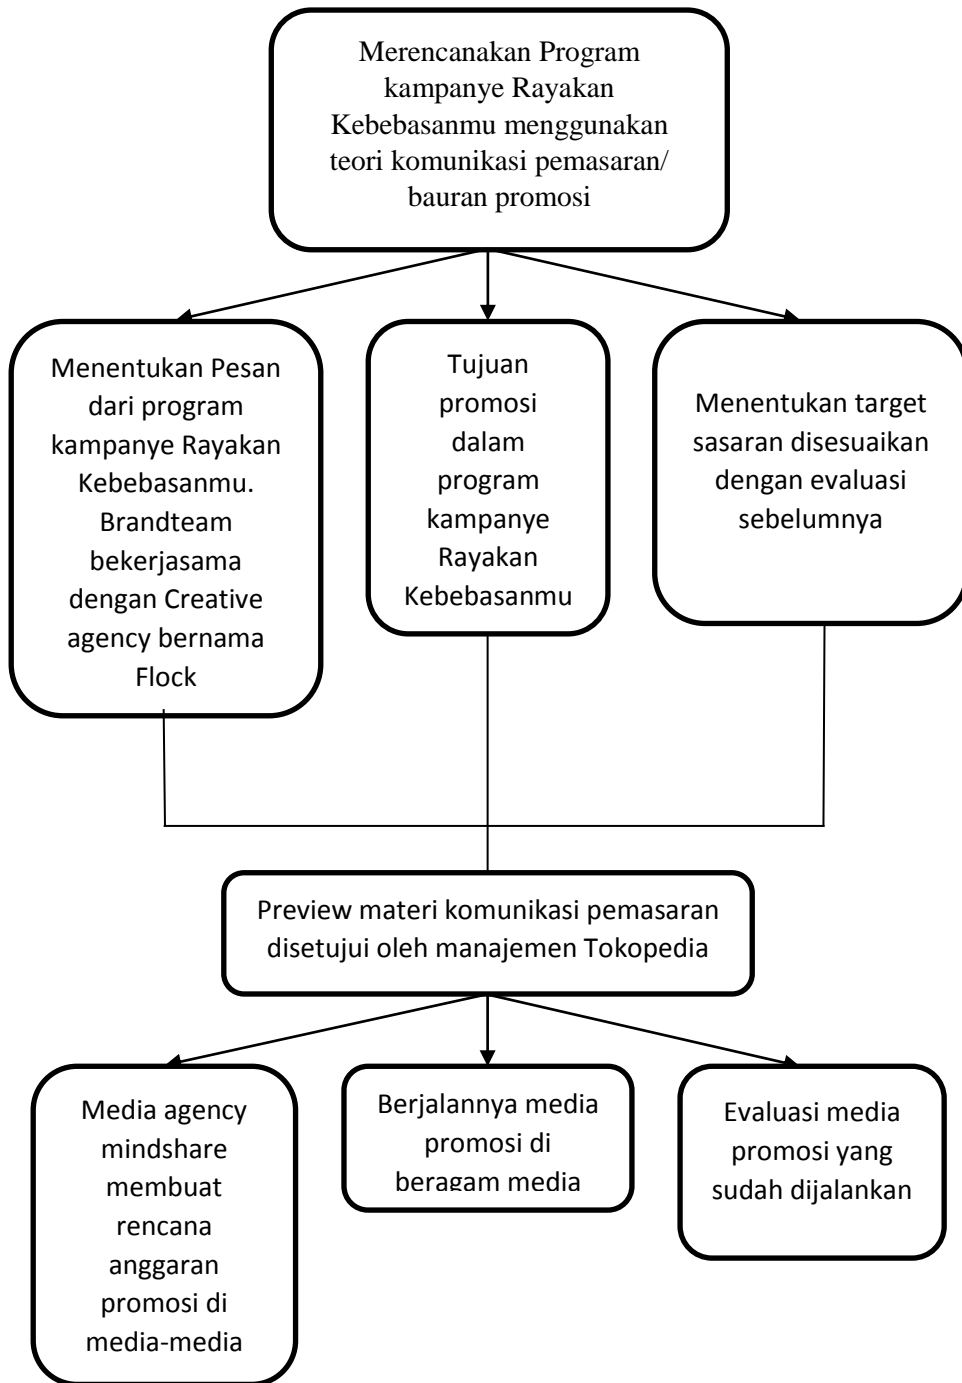 Merencanakan Program
kampanye Rayakan
Kebebasanmu menggunakan
teori komunikasi pemasaran/
bauran promosi
Menentukan Pesan
dari program
kampanye Rayakan
Kebebasanmu.
Brandteam
bekerjasama
dengan Creative
agency bernama
Flock
Tujuan
promosi
dalam
program
kampanye
Rayakan
Kebebasanmu
Menentukan target
sasaran disesuaikan
dengan evaluasi
sebelumnya
Preview materi komunikasi pemasaran
disetujui oleh manajemen Tokopedia
Media agency
mindshare
membuat
rencana
anggaran
promosi di
media-media
Berjalannya media
promosi di
beragam media
Evaluasi media
promosi yang
sudah dijalankan